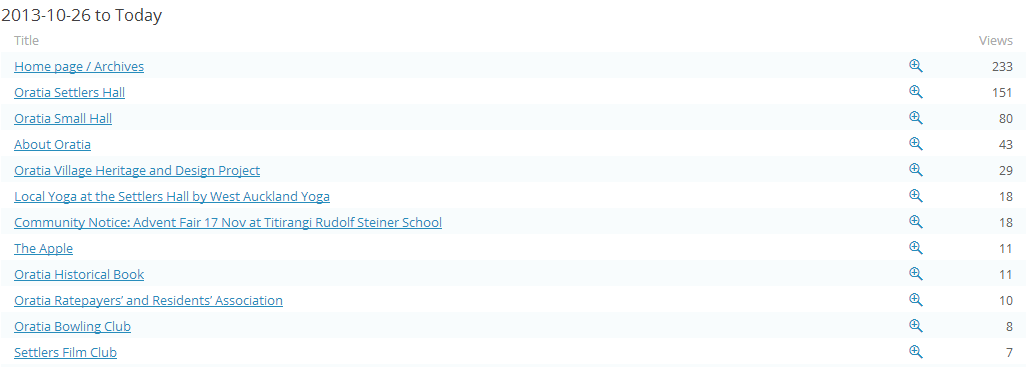 2013-10-26 to Today
Title Views
Home page / Archives 233
Oratia Settlers Hall 151
Oratia Small Hall 80
About Oratia 43
Oratia Village Heritage and Design Project 29
Local Yoga at the Settlers Hall by West Auckland Yoga 18
Community Notice: Advent Fair 17 Nov at Titirangi Rudolf Steiner School 18
The Apple 11
Oratia Historical Book 11
Oratia Ratepayers’ and Residents’ Association 10
Oratia Bowling Club 8
Settlers Film Club 7